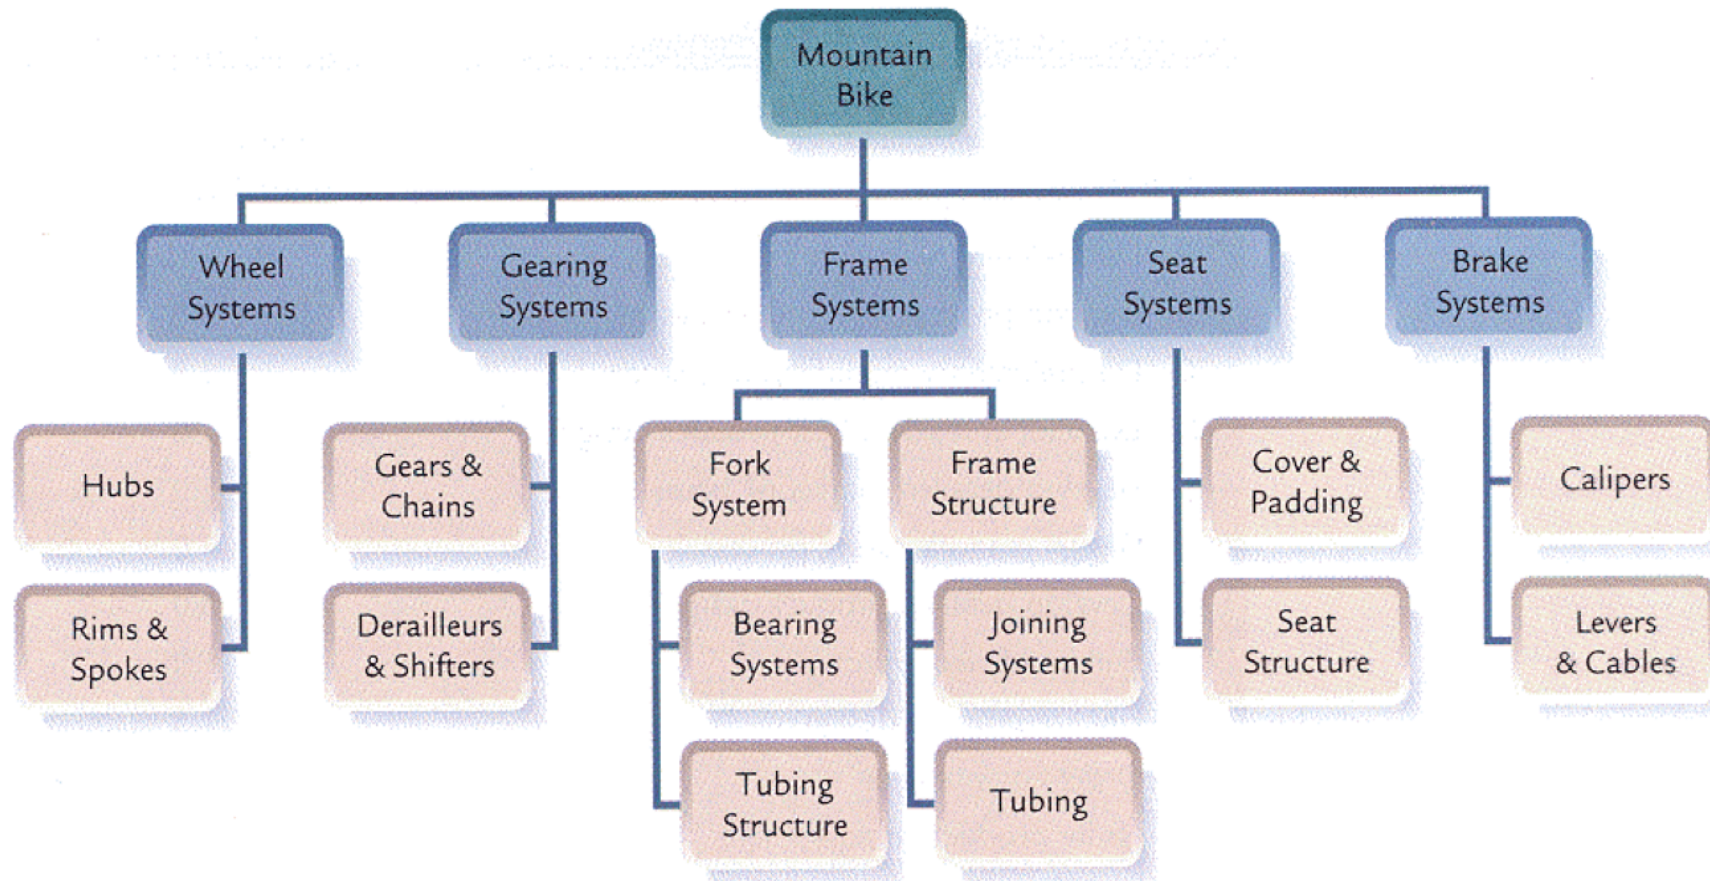 Mountain
Bike
Wheel
Systems
Gearing
Systems
Frame
Systems
Seat
Systems
Brake
Systems
Hubs
Gears &
Chains
Fork
System
Frame
Structure
Cover &
Padding
Calipers
Rims &
Spokes
Derailleurs
& Shifters
Bearing
Systems
Joining
Systems
Seat
Structure
Levers
& Cables
Tubing
Structure
Tubing